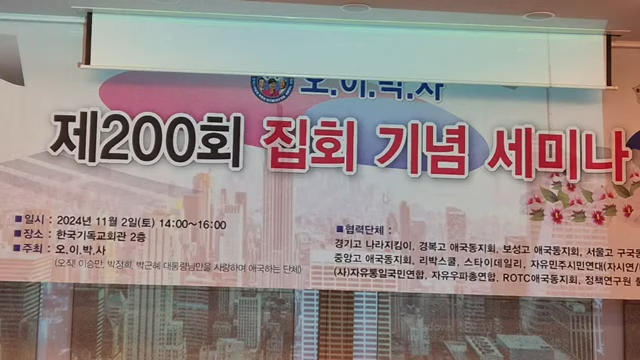 오.이.박.사
제200회 집회 기념 세미나
■ 일시 : 2024년 11월 2일(토) 14:00~16:00
■ 장소 : 한국기독교회관 2층
■ 주최 : 오.이.박.사
(오직! 이승만, 박정희, 박근혜 대통령님만을 사랑하며 애국하는 단체)
■ 협력단체 :
경기고 나라지킴이, 경복고 애국동지회, 보성고 애국동지회, 서울고 구국동
중앙고 애국동지회, 리박스쿨, 스타이데일리, 자유민주시민연대(자시연/
(사)자유통일국민연합, 자유우파총연합, ROTC애국동지회, 정책연구원